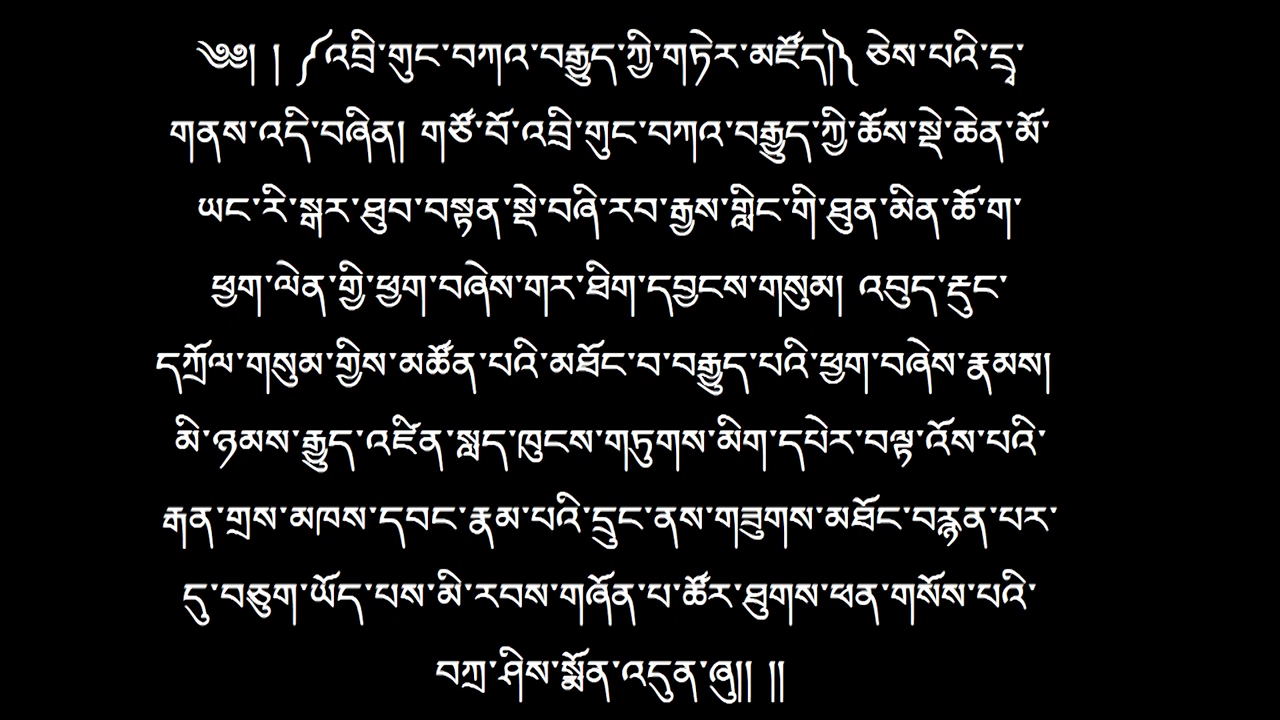 ༄༅། ། ༼འབྲི་གུང་བཀའ་བརྒྱུད་ཀྱི་གཏེར་མཛོད།༽ ཅེས་པའི་དྲྭ་
གནས་འདི་བཞིན། གཙོ་བོ་འབྲི་གུང་བཀའ་བརྒྱུད་ཀྱི་ཆོས་སྡེ་ཆེན་མོ་
ཡང་རི་སྒར་ཐུབ་བསྟན་སྡེ་བཞི་རབ་རྒྱས་གླིང་གི་ཐུན་མིན་ཆོ་ག་
ཕྱག་ལེན་གྱི་ཕྱག་བཞེས་གར་ཐིག་དབྱངས་གསུམ། འབུད་རྡུང་
དཀྲོལ་གསུམ་གྱིས་མཚོན་པའི་མཐོང་བ་བརྒྱུད་པའི་ཕྱག་བཞེས་རྣམས།
མི་ཉམས་རྒྱུད་འཛིན་སླད་ཁུངས་གཏུགས་མིག་དཔེར་བལྟ་འོས་པའི་
རྒན་གྲས་མཁས་དབང་རྣམ་པའི་དྲུང་ནས་གཟུགས་མཐོང་བརྙན་པར་
དུ་བཅུག་ཡོད་པས་མི་རབས་གཞོན་པ་ཚོར་ཐུགས་ཕན་གསོས་པའི་
བཀྲ་ཤིས་སྨོན་འདུན་ཞུ།། །།